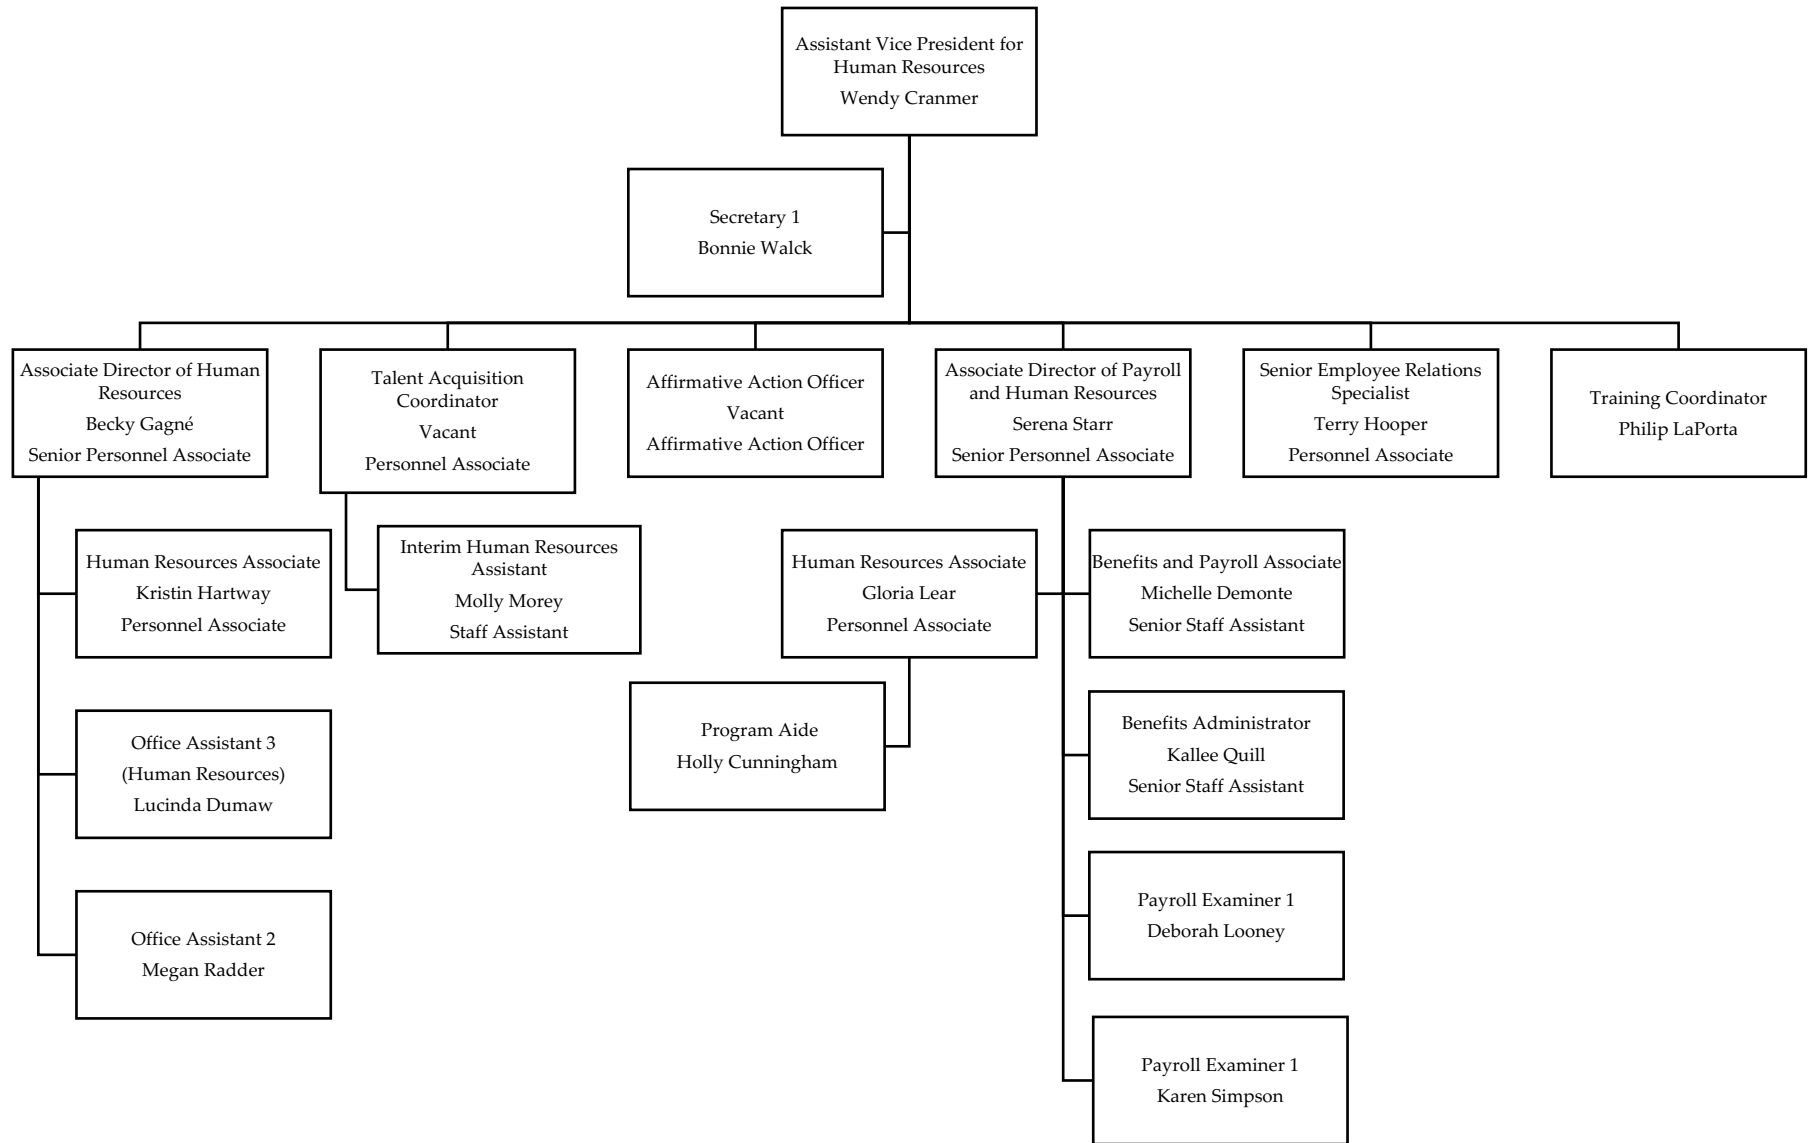 Assistant Vice President for
Human Resources
Wendy Cranmer
Secretary 1
Bonnie Walck
Associate Director of Human
Resources
Becky Gagné
Senior Personnel Associate
Talent Acquisition
Coordinator
Vacant
Personnel Associate
Affirmative Action Officer
Vacant
Affirmative Action Officer
Associate Director of Payroll
and Human Resources
Serena Starr
Senior Personnel Associate
Senior Employee Relations
Specialist
Terry Hooper
Personnel Associate
Training Coordinator
Philip LaPorta
Human Resources Associate
Kristin Hartway
Personnel Associate
Interim Human Resources
Assistant
Molly Morey
Staff Assistant
Human Resources Associate
Gloria Lear
Personnel Associate
Benefits and Payroll Associate
Michelle Demonte
Senior Staff Assistant
Office Assistant 3
(Human Resources)
Lucinda Dumaw
Program Aide
Holly Cunningham
Benefits Administrator
Kallee Quill
Senior Staff Assistant
Office Assistant 2
Megan Radder
Payroll Examiner 1
Deborah Looney
Payroll Examiner 1
Karen Simpson